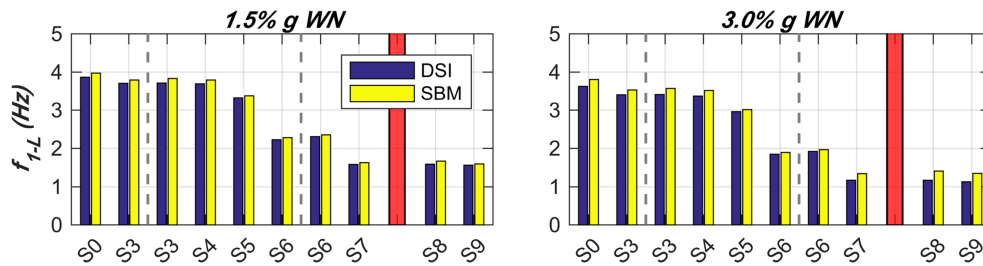 1.5% g WN
f1-L (Hz)
5
4
3
2
1
0
DSI
SBM
S0 S3 S3 S4 S5 S6 S6 S7 S8 S9
3.0% g WN
5
4
3
2
1
0
S0 S3 S3 S4 S5 S6 S6 S7 S8 S9